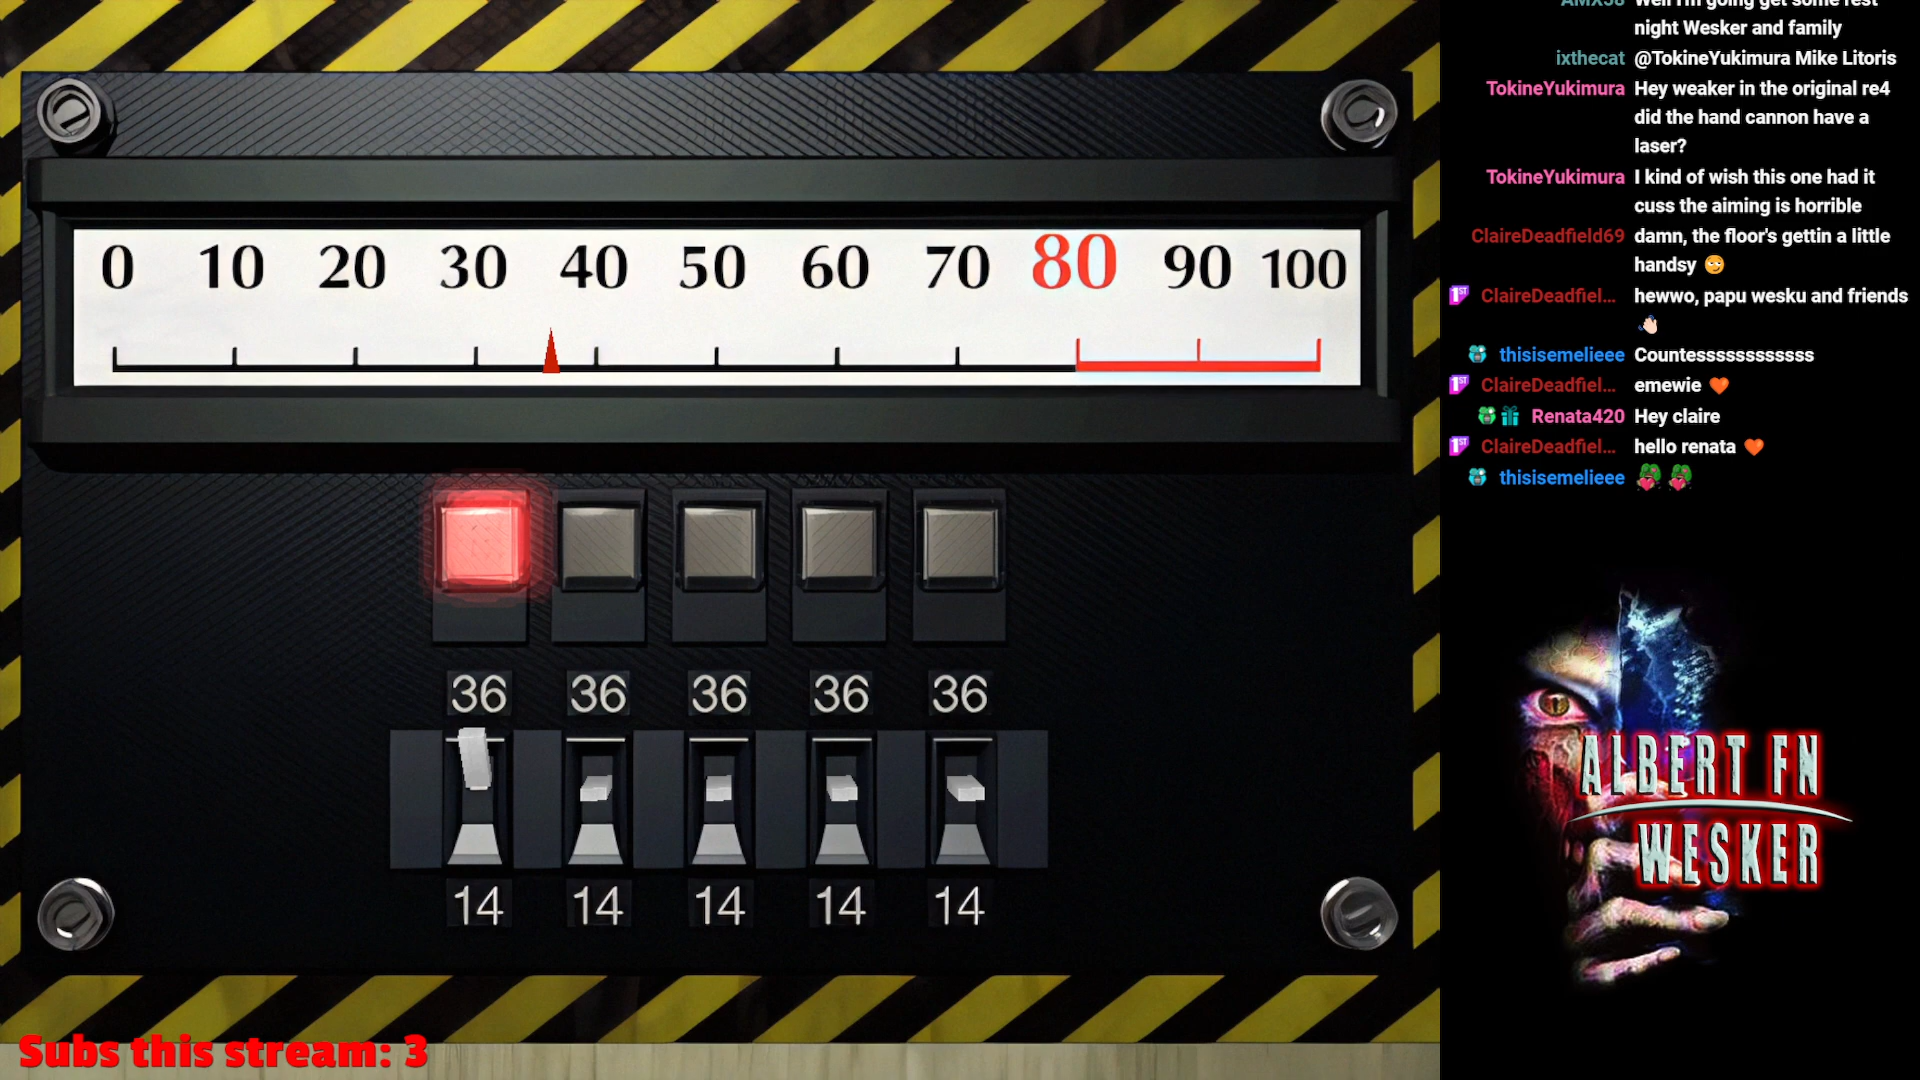 0 10 20 30 40 50 60 70 80 90 100
36 36 36 36 36
14 14 14 14 14
Subs this stream: 3
night Wesker and family
ixthecat @TokineYukimura Mike Litoris
TokineYukimura Hey weaker in the original re4
did the hand cannon have a
laser?
TokineYukimura I kind of wish this one had it
cuss the aiming is horrible
ClaireDeadfield69 damn, the floor's gettin a little
handsy
1ST ClaireDeadfiel... hewwo, papu wesku and friends
thisisemelieee Countessssssssssss
1ST ClaireDeadfiel... emewie
Renata420 Hey claire
1ST ClaireDeadfiel... hello renata
thisisemelieee
ALBERT FN
WESKER